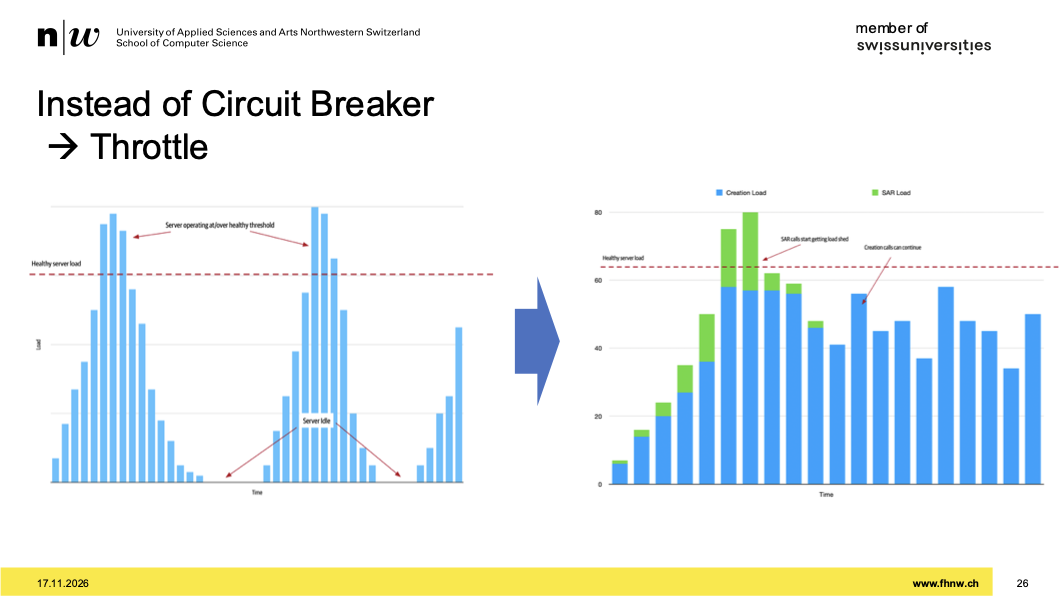 n|w University of Applied Sciences and Arts Northwestern Switzerland
School of Computer Science
member of
swissuniversities
Instead of Circuit Breaker
→ Throttle
Server operating at/over healthy threshold
Healthy server load
Load
Server Idle
Time
Creation Load
SAR Load
80
SAR calls start getting load shed
Creation calls can continue
Healthy server load
60
40
20
0
Time
17.11.2026
www.fhnw.ch
26